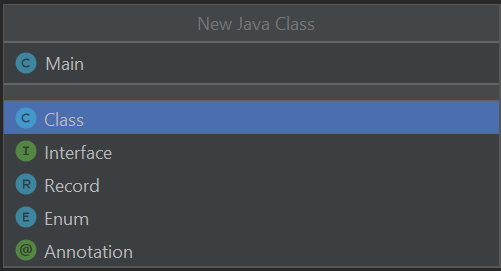 New Java Class
C Main
C Class
I Interface
R Record
E Enum
@ Annotation